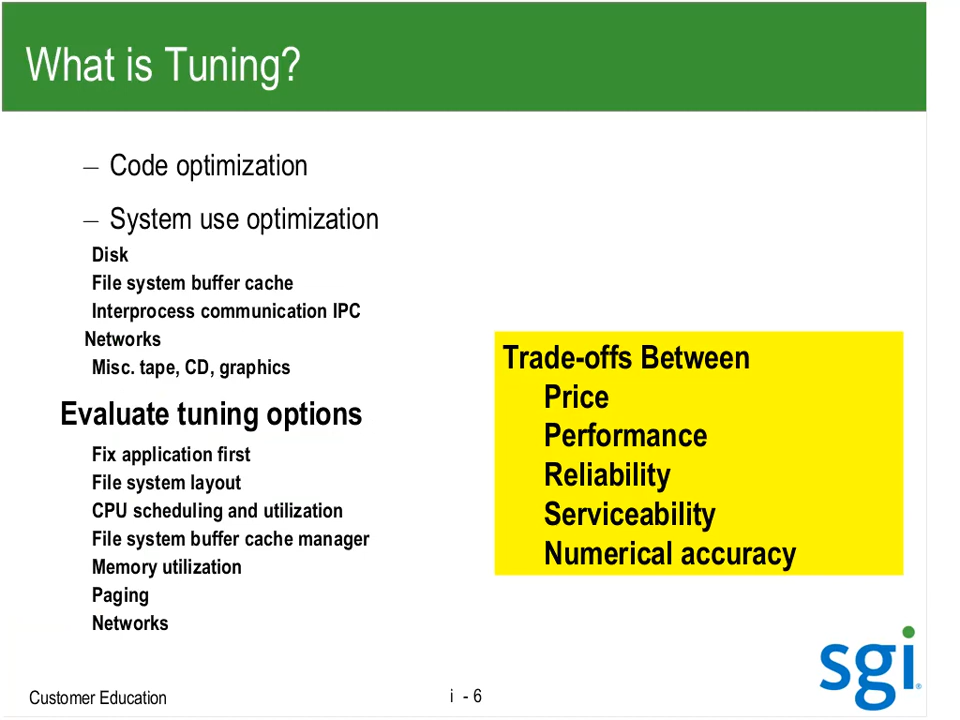 What is Tuning?
– Code optimization
– System use optimization
Disk
File system buffer cache
Interprocess communication IPC
Networks
Misc. tape, CD, graphics
Evaluate tuning options
Fix application first
File system layout
CPU scheduling and utilization
File system buffer cache manager
Memory utilization
Paging
Networks
Trade-offs Between
Price
Performance
Reliability
Serviceability
Numerical accuracy
sgi®
Customer Education
i - 6